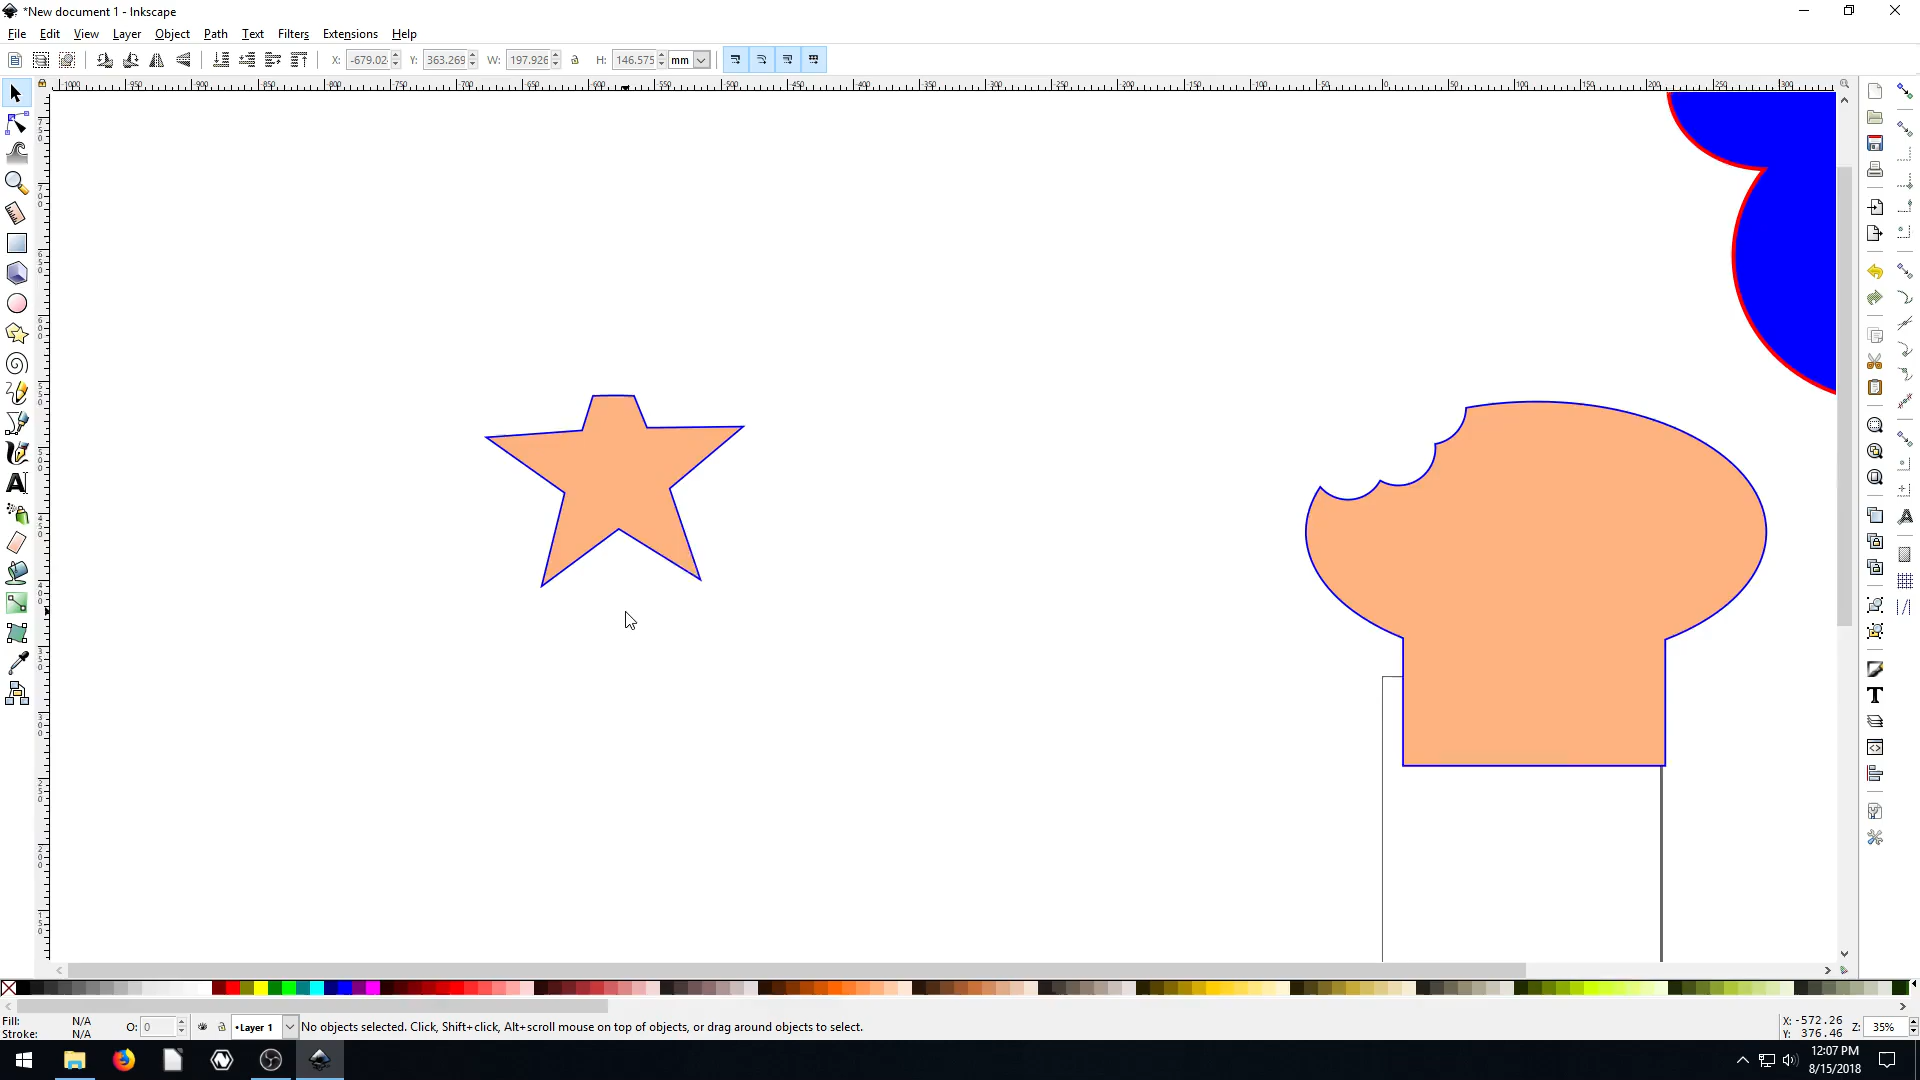 *New document 1 - Inkscape
File Edit View Layer Object Path Text Filters Extensions Help
X: -679.02 Y: 363.269 W: 197.926 H: 146.575 mm
Fill: N/A
Stroke: N/A
O: 0
•Layer 1
No objects selected. Click, Shift+click, Alt+scroll mouse on top of objects, or drag around objects to select.
X: -572.26
Y: 376.46
Z: 35%
12:07 PM
8/15/2018